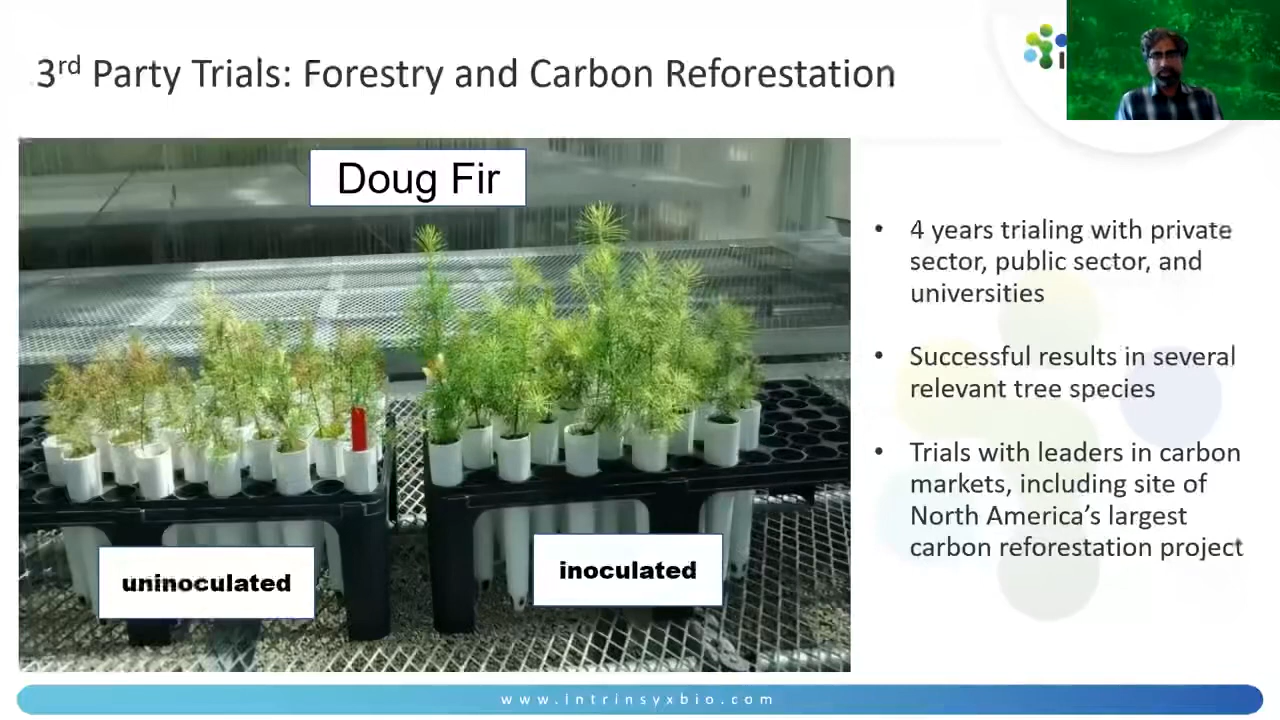 3rd Party Trials: Forestry and Carbon Reforestation
Doug Fir
• 4 years trialing with private
sector, public sector, and
universities
• Successful results in several
relevant tree species
• Trials with leaders in carbon
markets, including site of
North America's largest
carbon reforestation project
uninoculated
inoculated
www.intrinsyxbio.com